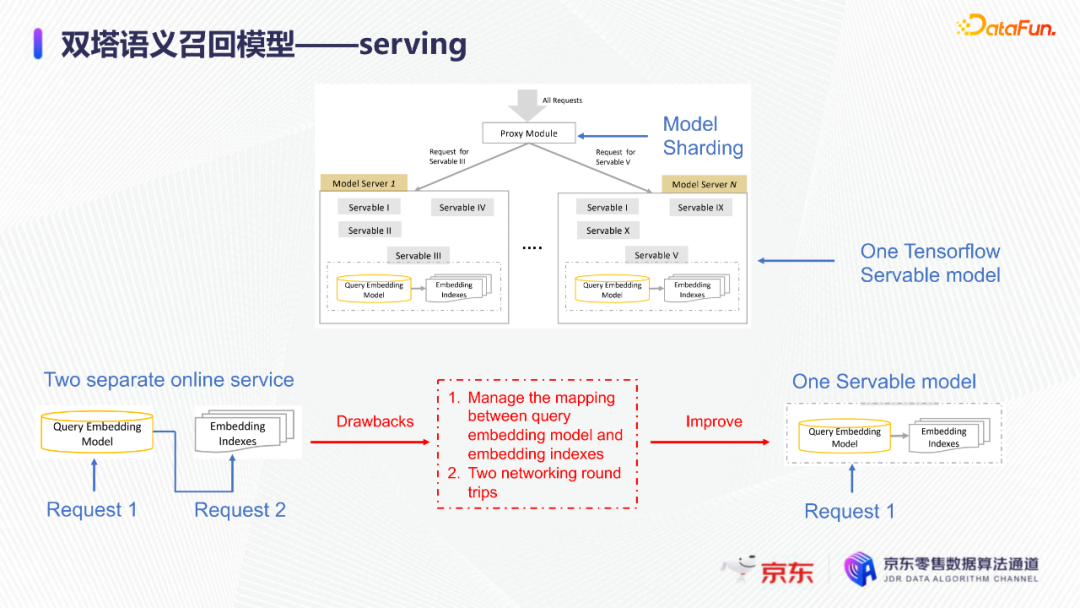 双塔语义召回模型——serving
DataFun.
All Requests
Proxy Module
Model
Sharding
Request for
Servable III
Request for
Servable V
Model Server 1
Servable I
Servable IV
Servable II
Servable III
Query Embedding
Model
Embedding
Indexes
....
Model Server N
Servable I
Servable IX
Servable X
Servable V
Query Embedding
Model
Embedding
Indexes
One Tensorflow
Servable model
Two separate online service
Query Embedding
Model
Embedding
Indexes
Request 1
Request 2
Drawbacks
1. Manage the mapping
between query
embedding model and
embedding indexes
2. Two networking round
trips
Improve
One Servable model
Query Embedding
Model
Embedding
Indexes
Request 1
京东
京东零售数据算法通道
JDR DATA ALGORITHM CHANNEL